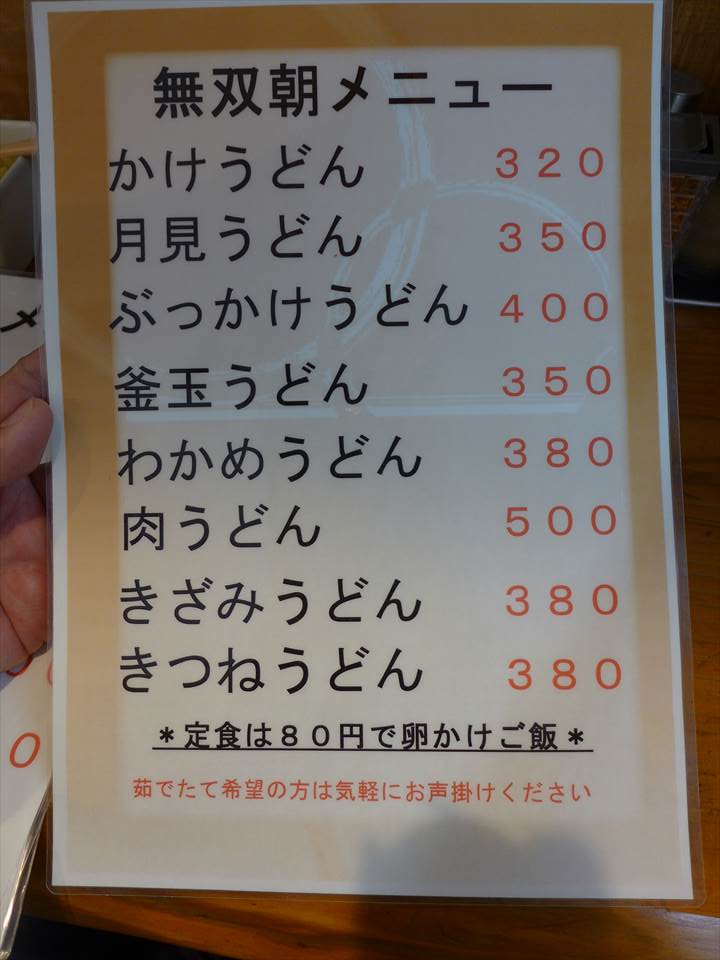 無双朝メニュー
かけうどん ３２０
月見うどん ３５０
ぶっかけうどん ４００
釜玉うどん ３５０
わかめうどん ３８０
肉うどん ５００
きざみうどん ３８０
きつねうどん ３８０
＊定食は８０円で卵かけご飯＊
茹でたて希望の方は気軽にお声掛けください
メ
０
０